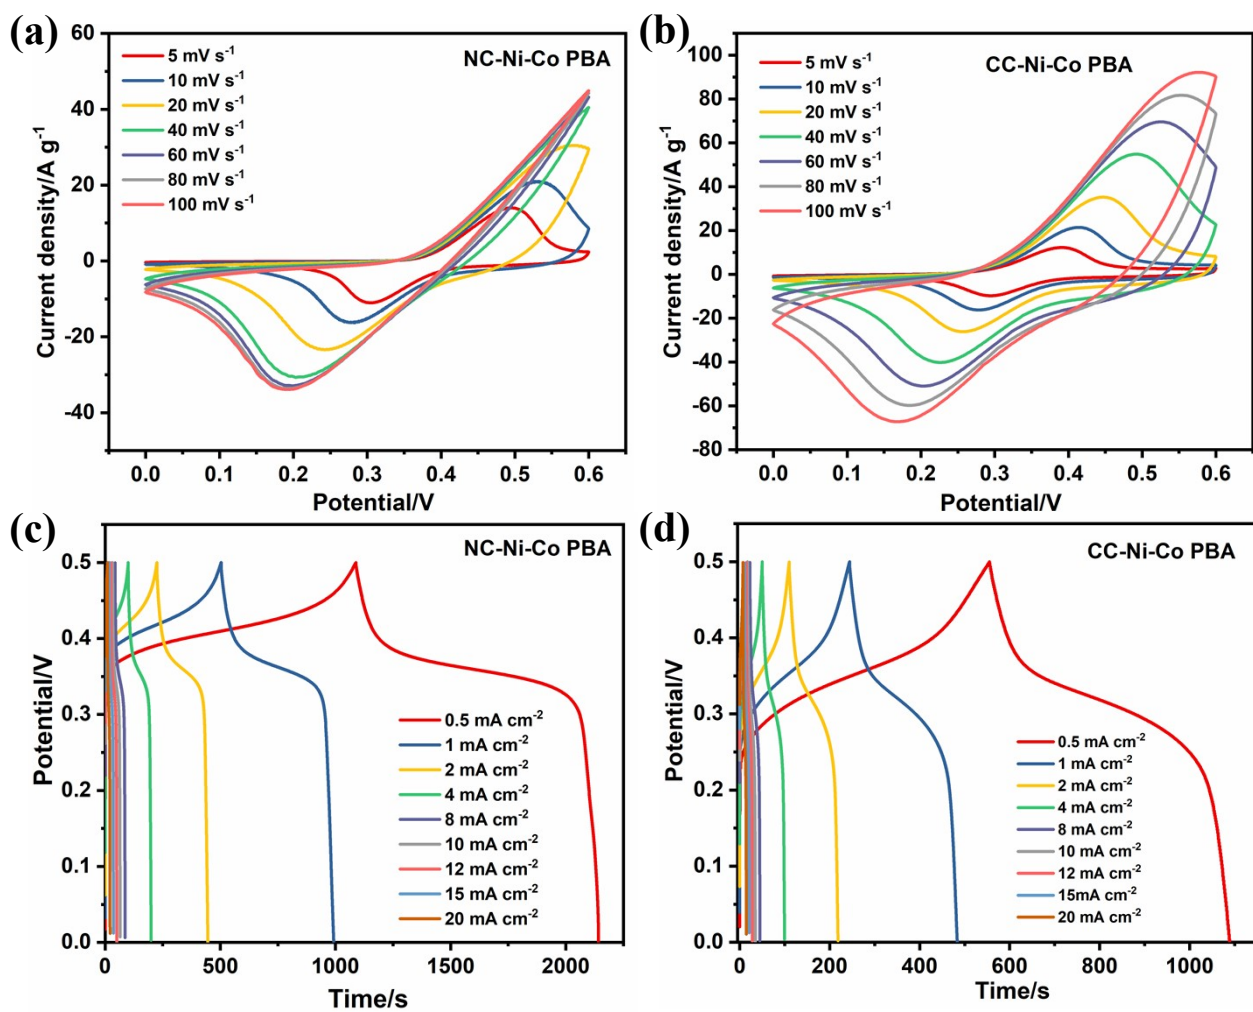 (a)
NC-Ni-Co PBA
5 mV s⁻¹
10 mV s⁻¹
20 mV s⁻¹
40 mV s⁻¹
60 mV s⁻¹
80 mV s⁻¹
100 mV s⁻¹
60
40
20
0
-20
-40
Current density/A g⁻¹
0.0 0.1 0.2 0.3 0.4 0.5 0.6
Potential/V
(b)
CC-Ni-Co PBA
5 mV s⁻¹
10 mV s⁻¹
20 mV s⁻¹
40 mV s⁻¹
60 mV s⁻¹
80 mV s⁻¹
100 mV s⁻¹
100
80
60
40
20
0
-20
-40
-60
-80
Current density/A g⁻¹
0.0 0.1 0.2 0.3 0.4 0.5 0.6
Potential/V
(c)
NC-Ni-Co PBA
0.5
0.4
0.3
0.2
0.1
0.0
Potential/V
0.5 mA cm⁻²
1 mA cm⁻²
2 mA cm⁻²
4 mA cm⁻²
8 mA cm⁻²
10 mA cm⁻²
12 mA cm⁻²
15 mA cm⁻²
20 mA cm⁻²
0 500 1000 1500 2000
Time/s
(d)
CC-Ni-Co PBA
0.5
0.4
0.3
0.2
0.1
0.0
Potential/V
0.5 mA cm⁻²
1 mA cm⁻²
2 mA cm⁻²
4 mA cm⁻²
8 mA cm⁻²
10 mA cm⁻²
12 mA cm⁻²
15mA cm⁻²
20 mA cm⁻²
0 200 400 600 800 1000
Time/s